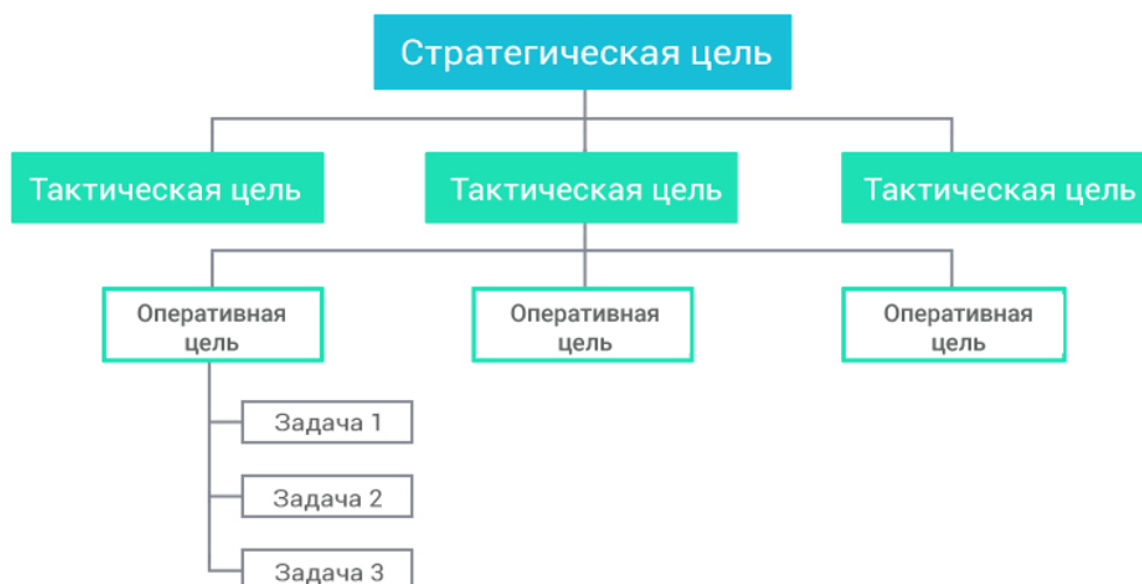 Стратегическая цель
Тактическая цель
Тактическая цель
Тактическая цель
Оперативная
цель
Оперативная
цель
Оперативная
цель
Задача 1
Задача 2
Задача 3